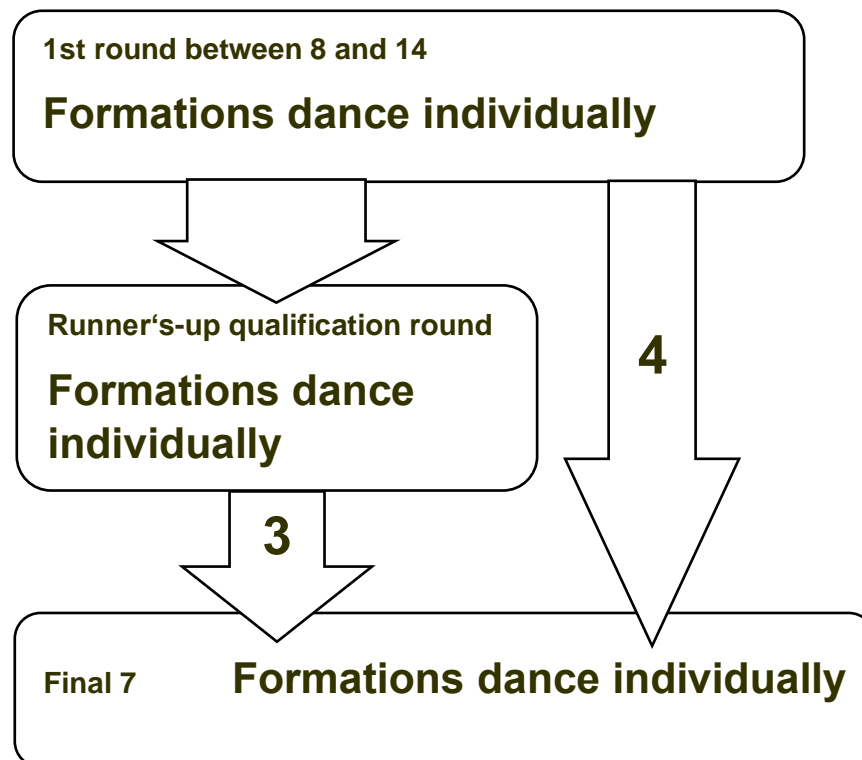 1st round between 8 and 14
Formations dance individually
Runner‘s-up qualification round
Formations dance
individually
4
3
Final 7 Formations dance individually